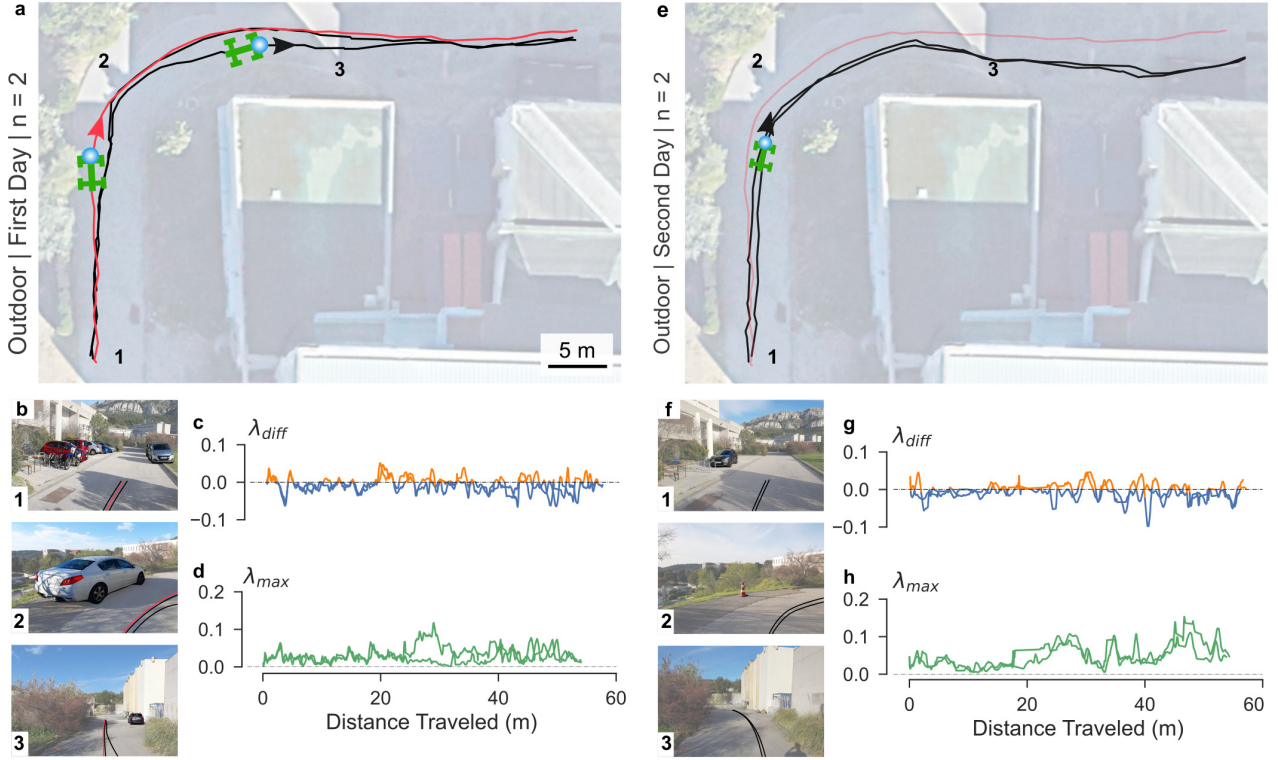 a
Outdoor | First Day | n = 2
2
3
1
5 m
b
1
2
3
c
λdiff
0.1
0.0
−0.1
d
λmax
0.2
0.1
0.0
0
20
40
60
Distance Traveled (m)
e
Outdoor | Second Day | n = 2
2
3
1
f
1
2
3
g
λdiff
0.1
0.0
−0.1
h
λmax
0.2
0.1
0.0
0
20
40
60
Distance Traveled (m)